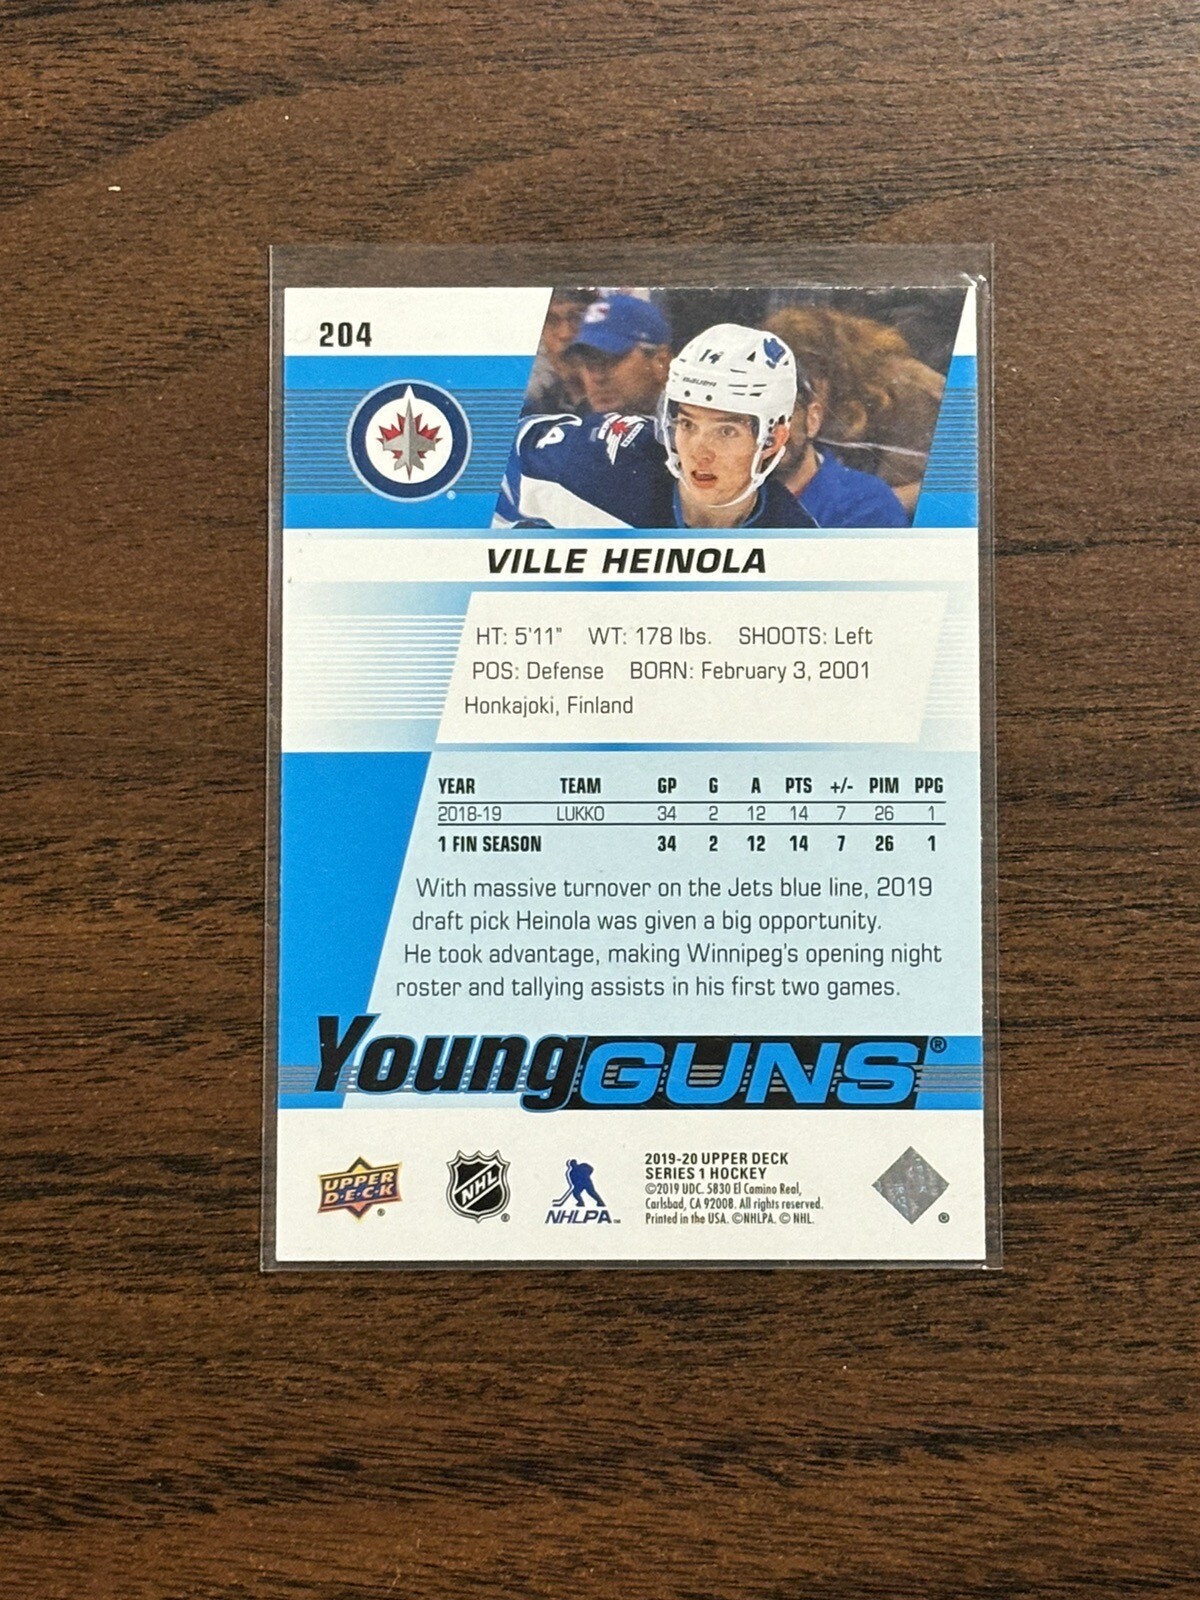 204
14
BAUER
14
VILLE HEINOLA
HT: 5'11" WT: 178 lbs. SHOOTS: Left
POS: Defense BORN: February 3, 2001
Honkajoki, Finland
YEAR TEAM GP G A PTS +/- PIM PPG
2018-19 LUKKO 34 2 12 14 7 26 1
1 FIN SEASON 34 2 12 14 7 26 1
With massive turnover on the Jets blue line, 2019
draft pick Heinola was given a big opportunity.
He took advantage, making Winnipeg's opening night
roster and tallying assists in his first two games.
Young GUNS®
UPPER
D·E·C·K
®
NHL
®
NHLPA™
2019-20 UPPER DECK
SERIES 1 HOCKEY
©2019 UDC. 5830 El Camino Real,
Carlsbad, CA 92008. All rights reserved.
Printed in the USA. ©NHLPA. © NHL.
®